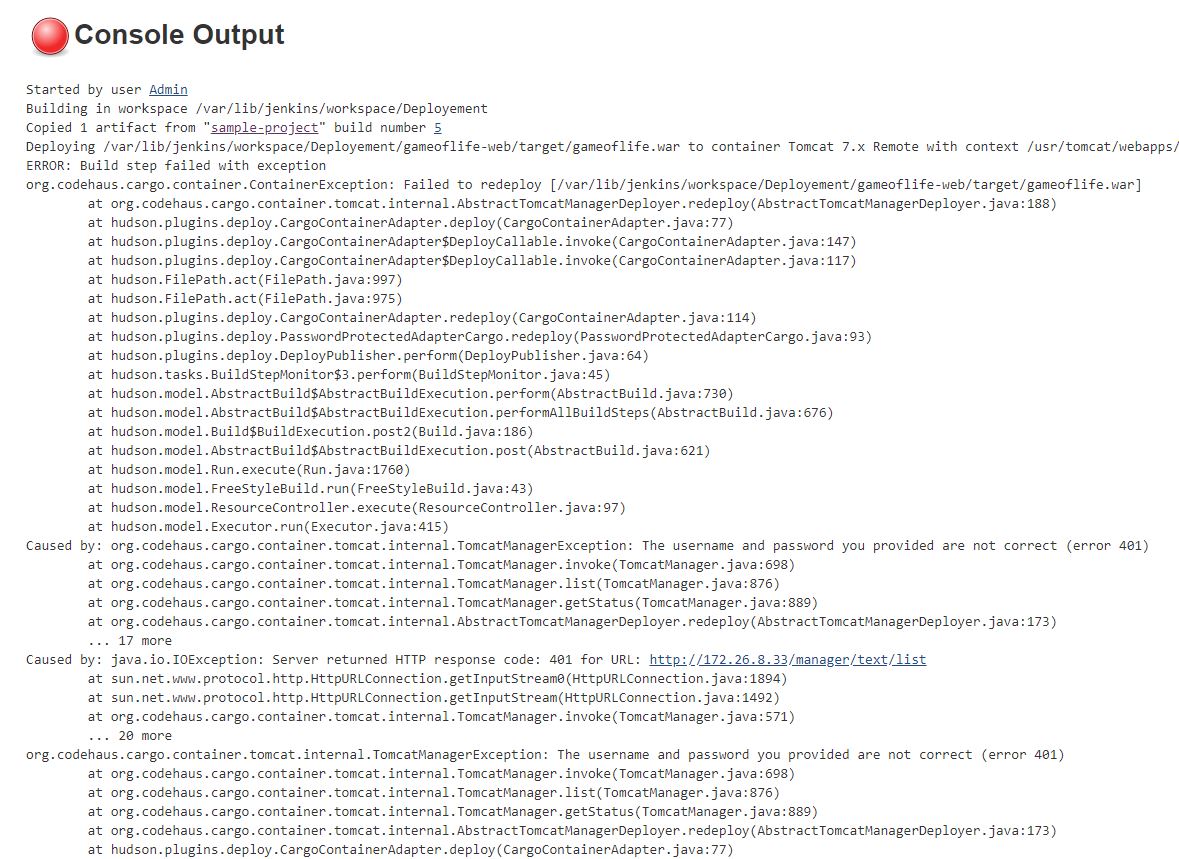 Console Output
Started by user Admin
Building in workspace /var/lib/jenkins/workspace/Deployement
Copied 1 artifact from "sample-project" build number 5
Deploying /var/lib/jenkins/workspace/Deployement/gameoflife-web/target/gameoflife.war to container Tomcat 7.x Remote with context /usr/tomcat/webapps/
ERROR: Build step failed with exception
org.codehaus.cargo.container.ContainerException: Failed to redeploy [/var/lib/jenkins/workspace/Deployement/gameoflife-web/target/gameoflife.war]
at org.codehaus.cargo.container.tomcat.internal.AbstractTomcatManagerDeployer.redeploy(AbstractTomcatManagerDeployer.java:188)
at hudson.plugins.deploy.CargoContainerAdapter.deploy(CargoContainerAdapter.java:77)
at hudson.plugins.deploy.CargoContainerAdapter$DeployCallable.invoke(CargoContainerAdapter.java:147)
at hudson.plugins.deploy.CargoContainerAdapter$DeployCallable.invoke(CargoContainerAdapter.java:117)
at hudson.FilePath.act(FilePath.java:997)
at hudson.FilePath.act(FilePath.java:975)
at hudson.plugins.deploy.CargoContainerAdapter.redeploy(CargoContainerAdapter.java:114)
at hudson.plugins.deploy.PasswordProtectedAdapterCargo.redeploy(PasswordProtectedAdapterCargo.java:93)
at hudson.plugins.deploy.DeployPublisher.perform(DeployPublisher.java:64)
at hudson.tasks.BuildStepMonitor$3.perform(BuildStepMonitor.java:45)
at hudson.model.AbstractBuild$AbstractBuildExecution.perform(AbstractBuild.java:730)
at hudson.model.AbstractBuild$AbstractBuildExecution.performAllBuildSteps(AbstractBuild.java:676)
at hudson.model.Build$BuildExecution.post2(Build.java:186)
at hudson.model.AbstractBuild$AbstractBuildExecution.post(AbstractBuild.java:621)
at hudson.model.Run.execute(Run.java:1760)
at hudson.model.FreeStyleBuild.run(FreeStyleBuild.java:43)
at hudson.model.ResourceController.execute(ResourceController.java:97)
at hudson.model.Executor.run(Executor.java:415)
Caused by: org.codehaus.cargo.container.tomcat.internal.TomcatManagerException: The username and password you provided are not correct (error 401)
at org.codehaus.cargo.container.tomcat.internal.TomcatManager.invoke(TomcatManager.java:698)
at org.codehaus.cargo.container.tomcat.internal.TomcatManager.list(TomcatManager.java:876)
at org.codehaus.cargo.container.tomcat.internal.TomcatManager.getStatus(TomcatManager.java:889)
at org.codehaus.cargo.container.tomcat.internal.AbstractTomcatManagerDeployer.redeploy(AbstractTomcatManagerDeployer.java:173)
... 17 more
Caused by: java.io.IOException: Server returned HTTP response code: 401 for URL: http://172.26.8.33/manager/text/list
at sun.net.www.protocol.http.HttpURLConnection.getInputStream0(HttpURLConnection.java:1894)
at sun.net.www.protocol.http.HttpURLConnection.getInputStream(HttpURLConnection.java:1492)
at org.codehaus.cargo.container.tomcat.internal.TomcatManager.invoke(TomcatManager.java:571)
... 20 more
org.codehaus.cargo.container.tomcat.internal.TomcatManagerException: The username and password you provided are not correct (error 401)
at org.codehaus.cargo.container.tomcat.internal.TomcatManager.invoke(TomcatManager.java:698)
at org.codehaus.cargo.container.tomcat.internal.TomcatManager.list(TomcatManager.java:876)
at org.codehaus.cargo.container.tomcat.internal.TomcatManager.getStatus(TomcatManager.java:889)
at org.codehaus.cargo.container.tomcat.internal.AbstractTomcatManagerDeployer.redeploy(AbstractTomcatManagerDeployer.java:173)
at hudson.plugins.deploy.CargoContainerAdapter.deploy(CargoContainerAdapter.java:77)